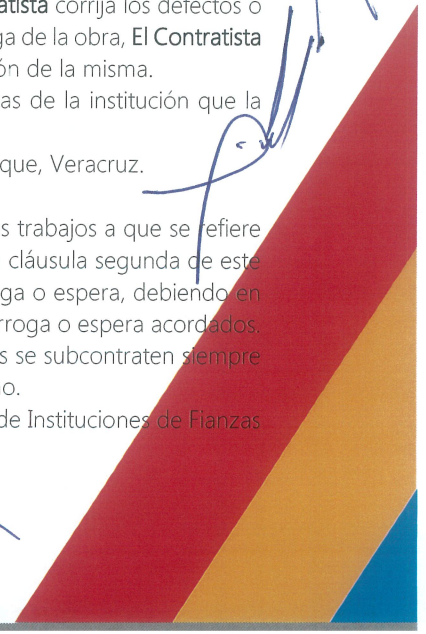 atista corrija los defectos o
ga de la obra, El Contratista
ón de la misma.
as de la institución que la
que, Veracruz.
s trabajos a que se refiere
cláusula segunda de este
ga o espera, debiendo en
rroga o espera acordados.
s se subcontraten siempre
no.
de Instituciones de Fianzas